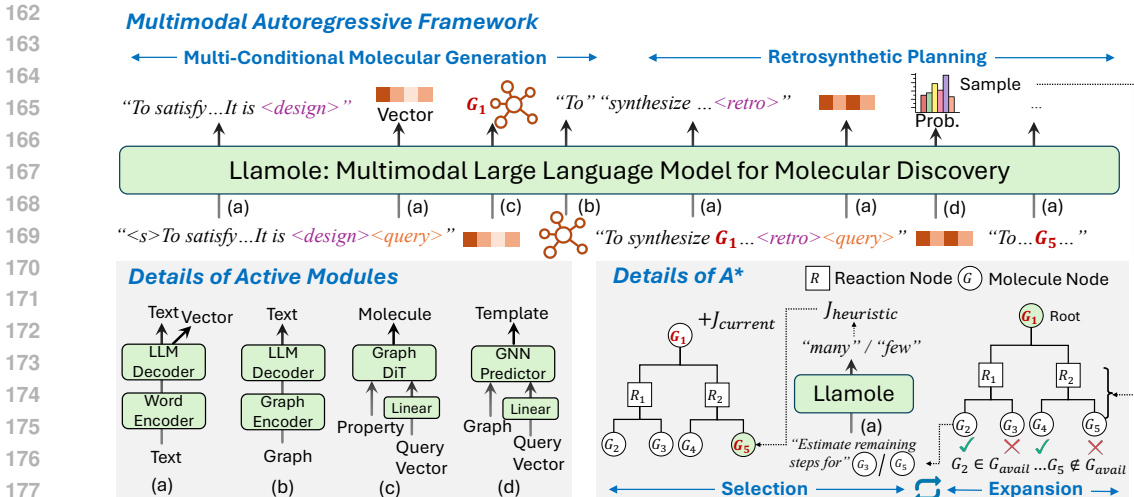 162
163
164
165
166
167
168
169
170
171
172
173
174
175
176
177
Multimodal Autoregressive Framework
Multi-Conditional Molecular Generation
Retrosynthetic Planning
"To satisfy...It is <design>"
Vector
G1
"To" "synthesize ...<retro>"
Prob.
Sample
...
Llamole: Multimodal Large Language Model for Molecular Discovery
(a) (a) (c) (b) (a) (d) (a)
"<s>To satisfy...It is <design><query>"
"To synthesize G1...<retro><query>"
"To...G5..."
Details of Active Modules
Text Vector
LLM Decoder
Word Encoder
Text
(a)
Text
LLM Decoder
Graph Encoder
Graph
(b)
Molecule
Graph DiT
Linear
Property
Query Vector
(c)
Template
GNN Predictor
Linear
Graph
Query Vector
(d)
Details of A*
R Reaction Node G Molecule Node
G1
+Jcurrent
R1 R2
G2 G3 G4 G5
Jheuristic
"many" / "few"
Llamole
(a)
"Estimate remaining
steps for" G3 / G5
G1 Root
R1 R2
G2 G3 G4 G5
✓ ✗ ✓ ✗
G2 ∈ Gavail ...G5 ∉ Gavail
Selection
Expansion